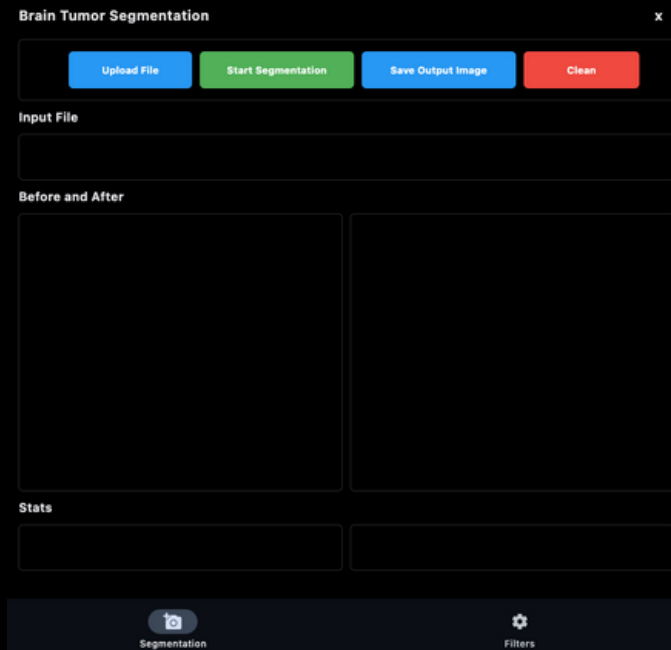 Brain Tumor Segmentation x
Upload File Start Segmentation Save Output Image Clean
Input File
Before and After
Stats
Segmentation Filters